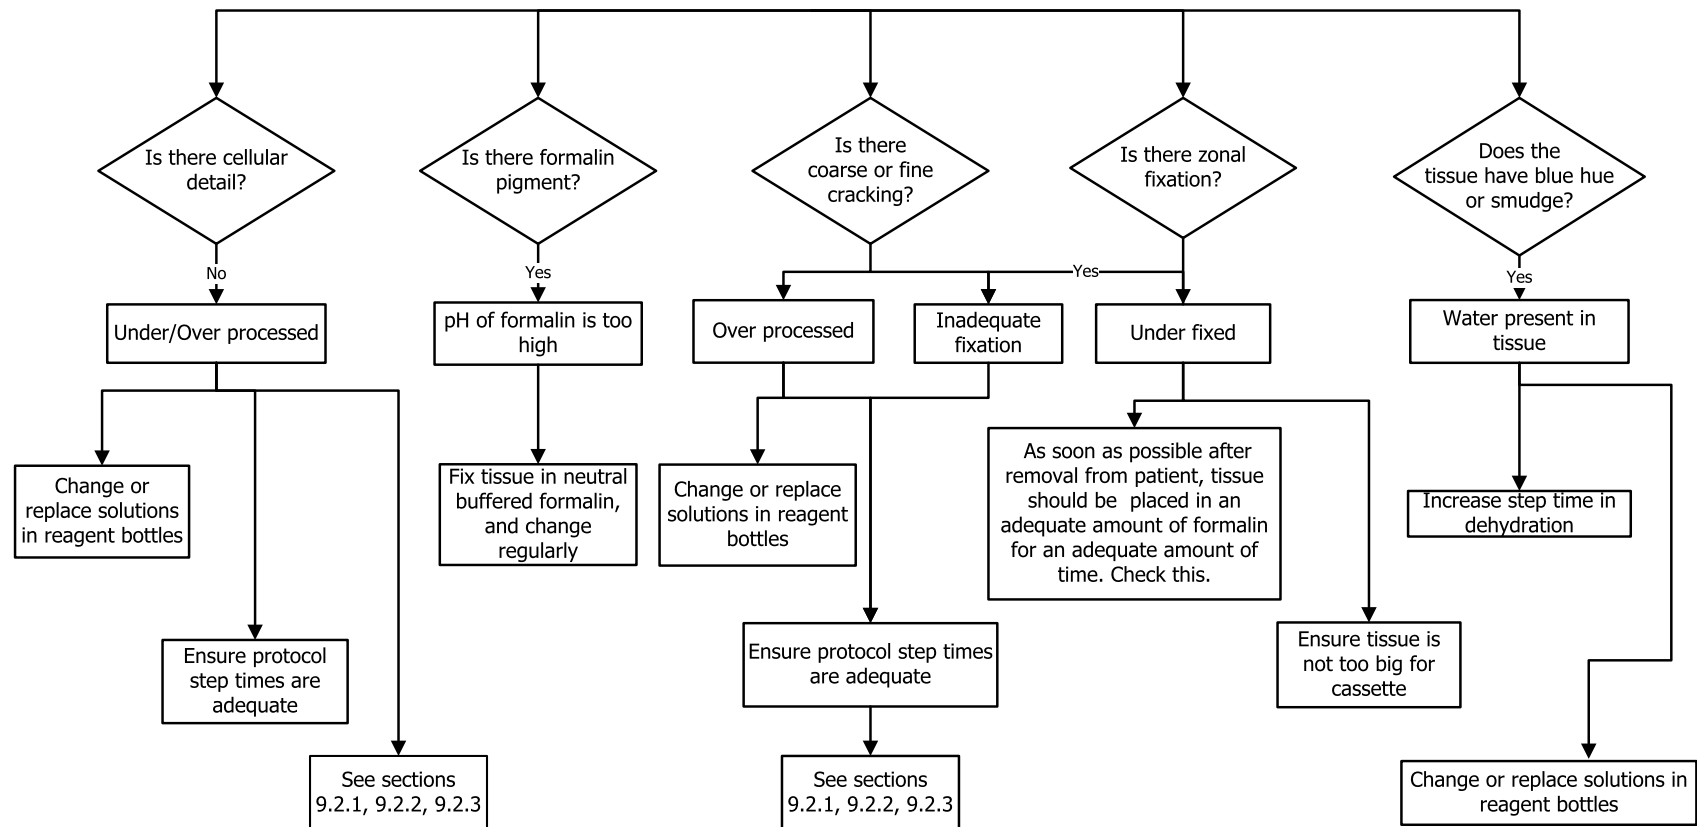 Is there cellular
detail?
Is there formalin
pigment?
Is there
coarse or fine
cracking?
Is there zonal
fixation?
Does the
tissue have blue hue
or smudge?
No
Yes
Yes
Yes
Under/Over processed
pH of formalin is too
high
Over processed
Inadequate
fixation
Under fixed
Water present in
tissue
Change or
replace solutions
in reagent bottles
Fix tissue in neutral
buffered formalin,
and change
regularly
Change or replace
solutions in reagent
bottles
As soon as possible after
removal from patient, tissue
should be  placed in an
adequate amount of formalin
for an adequate amount of
time. Check this.
Increase step time in
dehydration
Ensure protocol
step times are
adequate
Ensure protocol step times
are adequate
Ensure tissue is
not too big for
cassette
See sections
9.2.1, 9.2.2, 9.2.3
See sections
9.2.1, 9.2.2, 9.2.3
Change or replace solutions in
reagent bottles